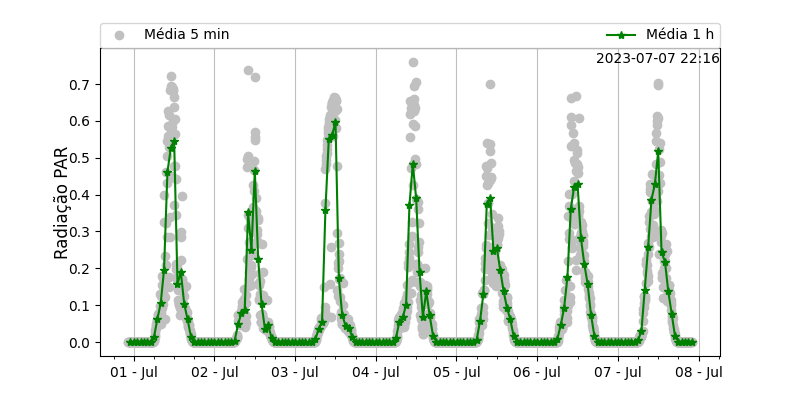 Média 5 min
Média 1 h
2023-07-07 22:16
Radiação PAR
0.7
0.6
0.5
0.4
0.3
0.2
0.1
0.0
01 - Jul
02 - Jul
03 - Jul
04 - Jul
05 - Jul
06 - Jul
07 - Jul
08 - Jul